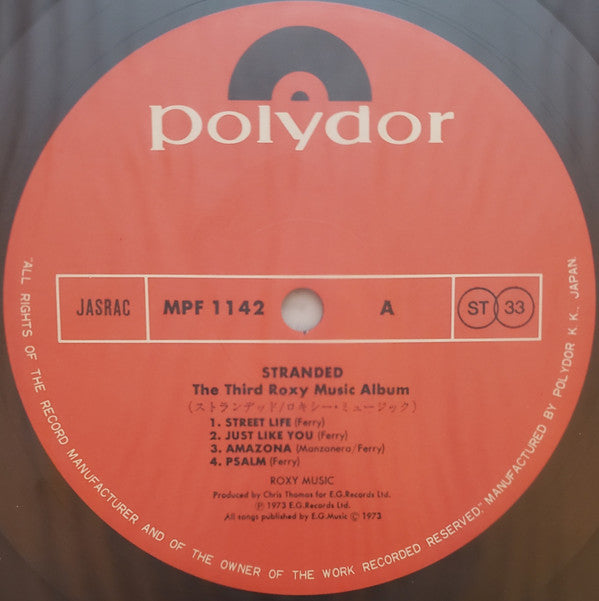 polydor
JASRAC MPF 1142 A ST 33
STRANDED
The Third Roxy Music Album
(ストランデッド/ロキシー・ミュージック)
1. STREET LIFE (Ferry)
2. JUST LIKE YOU (Ferry)
3. AMAZONA (Manzanera/Ferry)
4. PSALM (Ferry)
ROXY MUSIC
Produced by Chris Thomas for E.G.Records Ltd.
℗ 1973 E.G.Records Ltd.
All songs published by E.G.Music © 1973
"ALL RIGHTS OF THE RECORD MANUFACTURER AND OF THE OWNER OF THE WORK RECORDED RESERVED." MANUFACTURED BY POLYDOR K.K., JAPAN